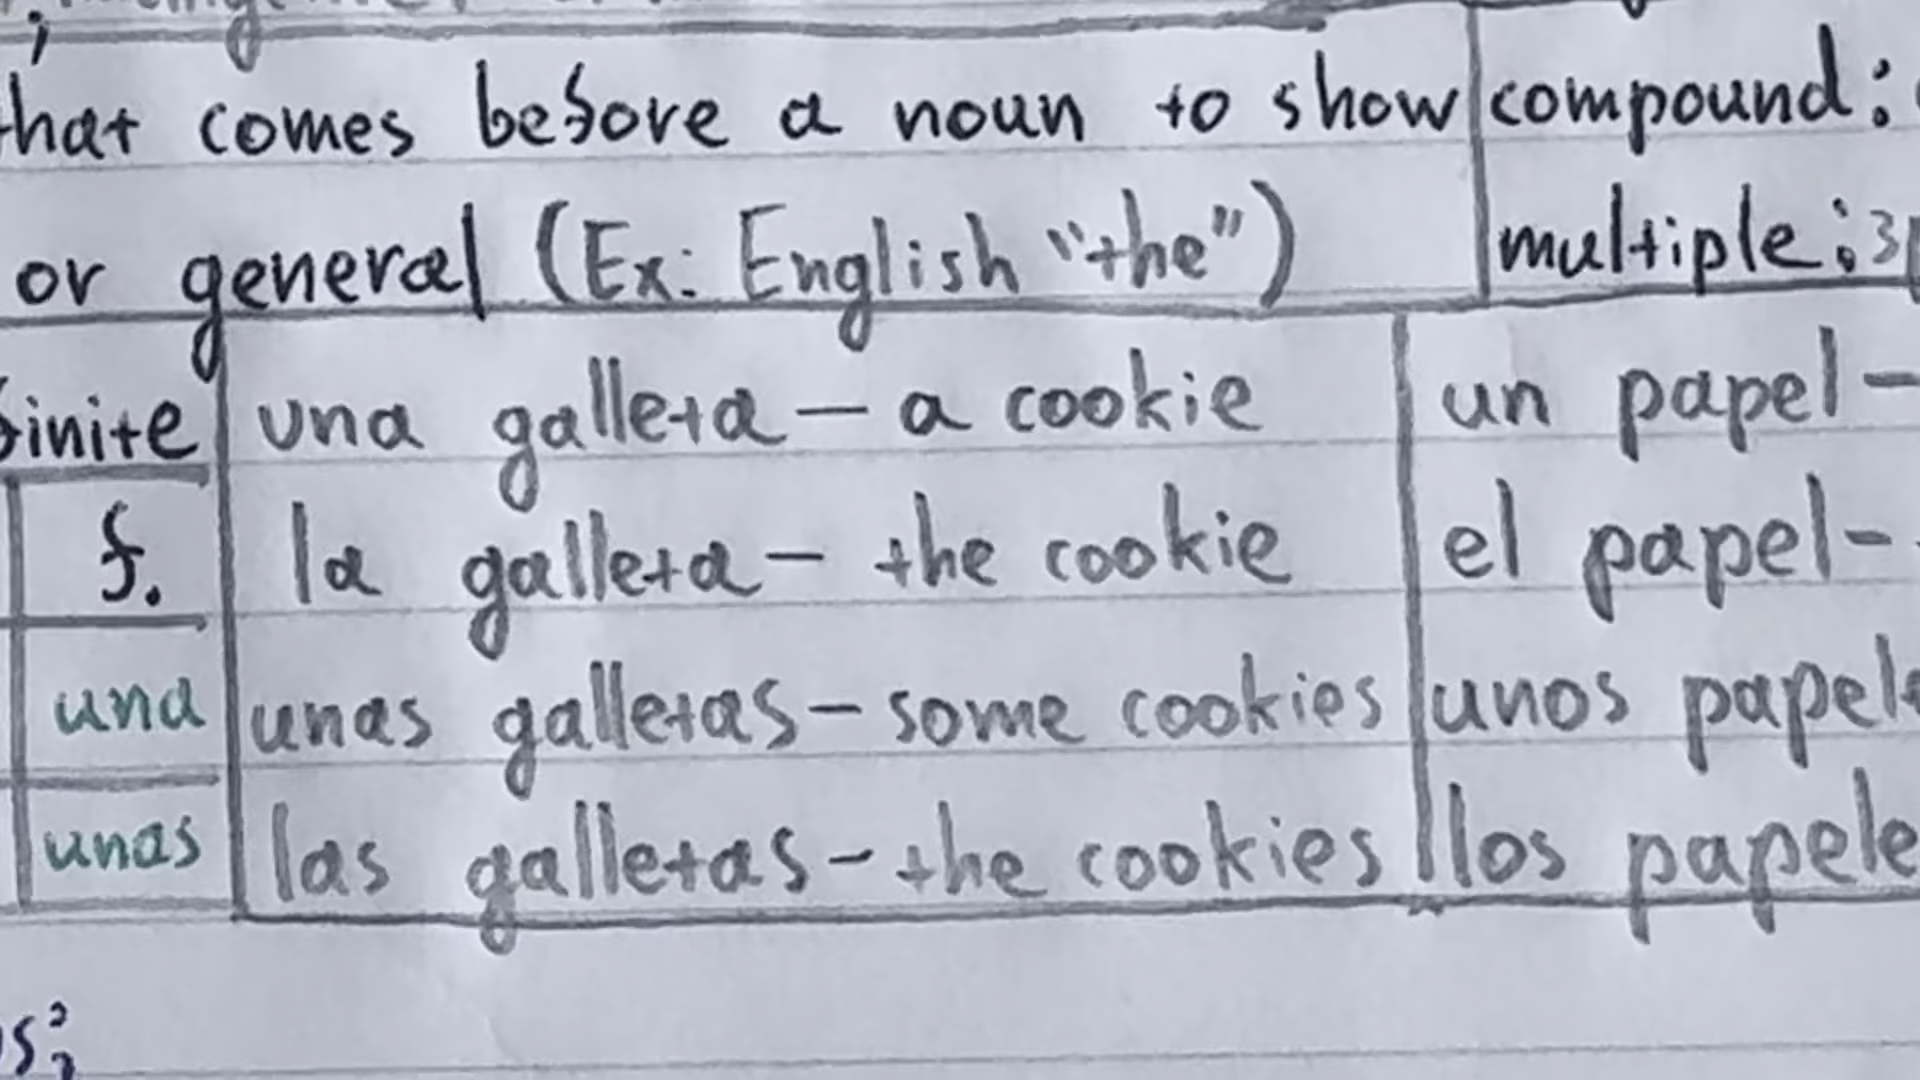 that comes before a noun to show compound:
or general (Ex: English "the") multiple:
una galleta — a cookie un papel —
f. la galleta — the cookie el papel -
una unas galletas — some cookies unos papel
unas las galletas — the cookies los papele